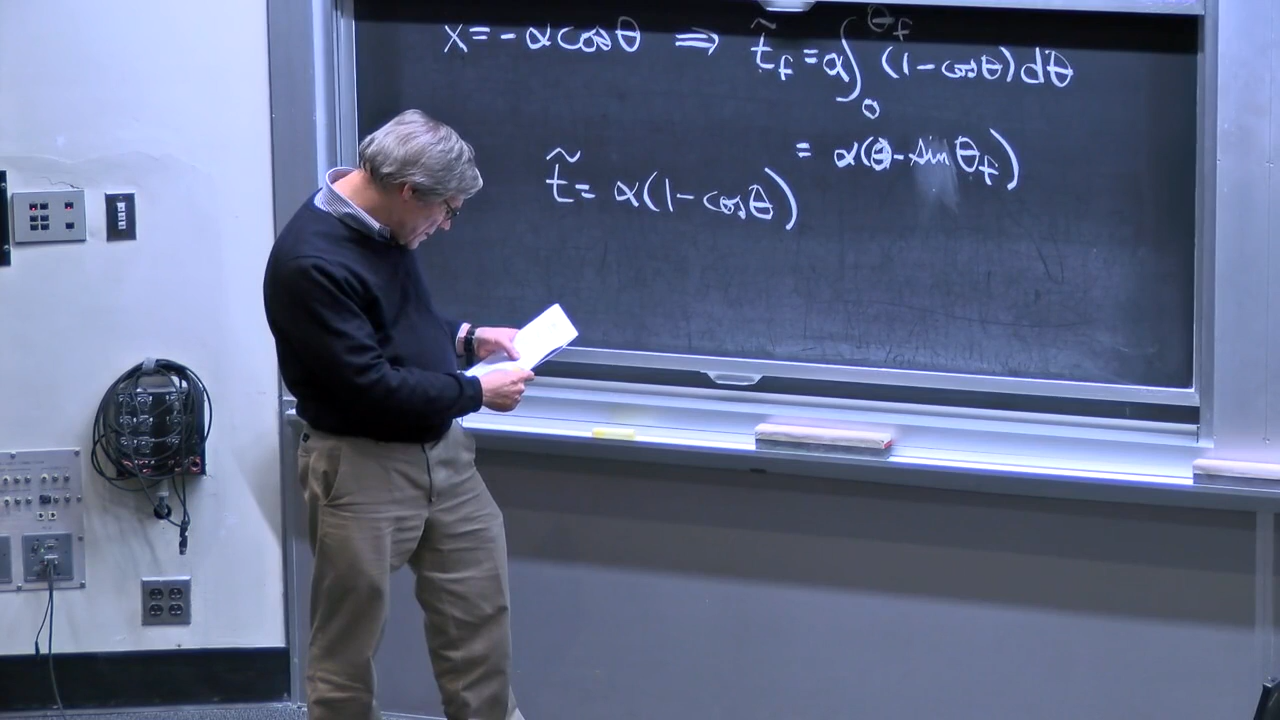 x = -α cos θ ⇒ t̃_f = α ∫_0^{θ_f} (1 - cos θ) dθ
= α(θ - sin θ_f)
t̃ = α(1 - cos θ)